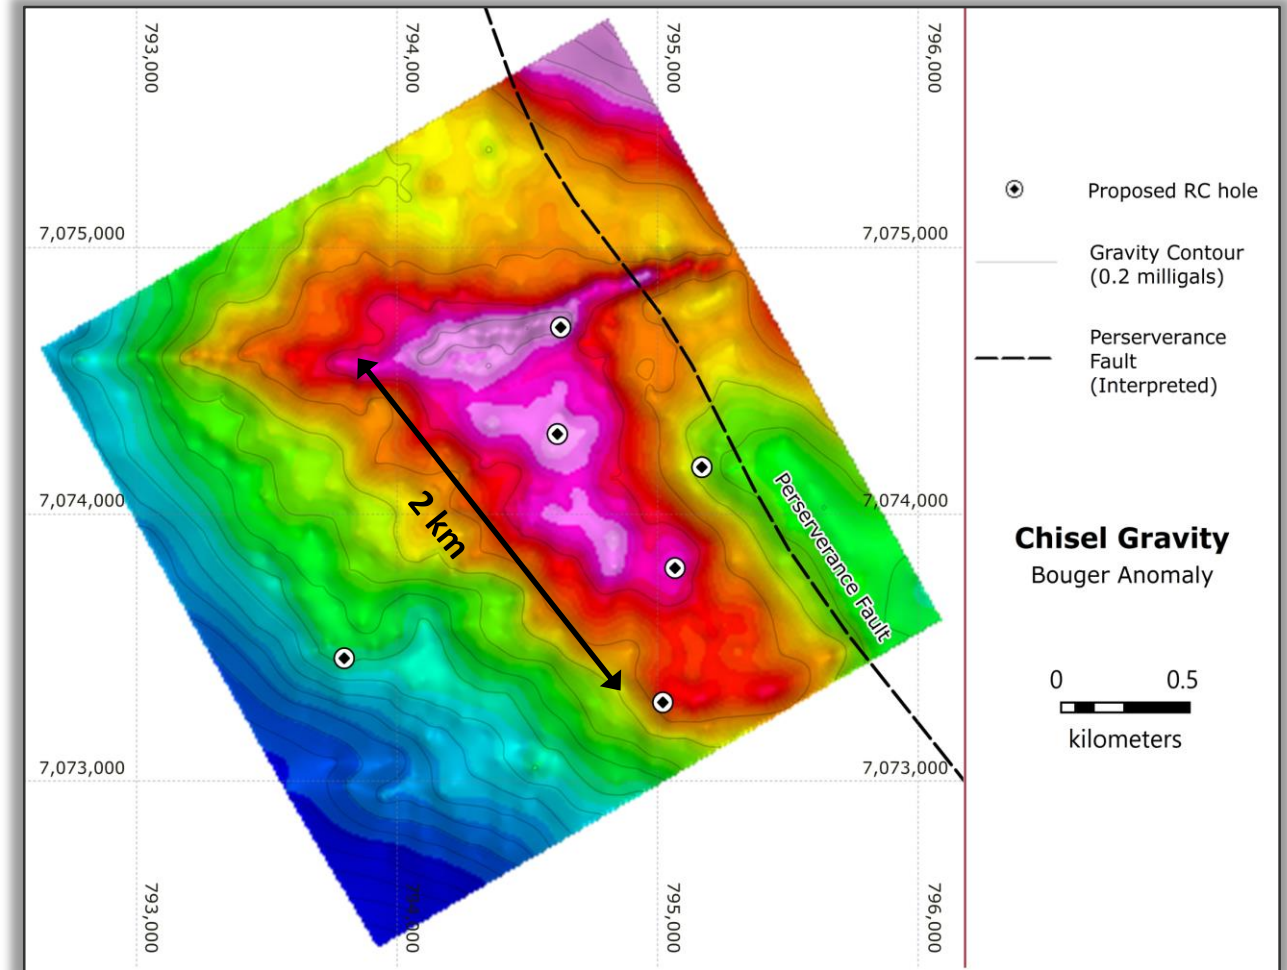 793,000
794,000
795,000
796,000
7,075,000
7,075,000
7,074,000
7,074,000
7,073,000
7,073,000
2 km
Perserverance Fault
793,000
794,000
795,000
796,000
Proposed RC hole
Gravity Contour
(0.2 milligals)
Perserverance
Fault
(Interpreted)
Chisel Gravity
Bouger Anomaly
0 0.5
kilometers